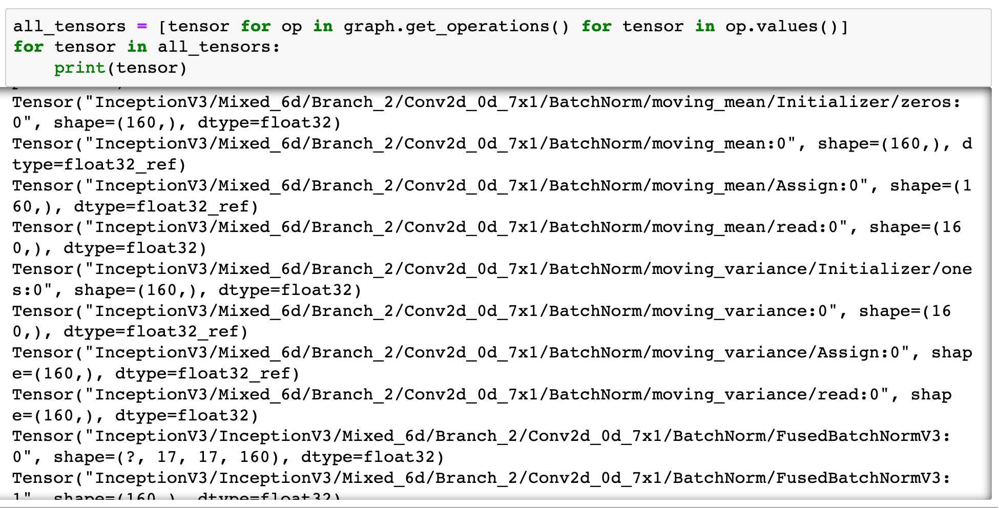 all_tensors = [tensor for op in graph.get_operations() for tensor in op.values()]
for tensor in all_tensors:
    print(tensor)
Tensor("InceptionV3/Mixed_6d/Branch_2/Conv2d_0d_7x1/BatchNorm/moving_mean/Initializer/zeros:
0", shape=(160,), dtype=float32)
Tensor("InceptionV3/Mixed_6d/Branch_2/Conv2d_0d_7x1/BatchNorm/moving_mean:0", shape=(160,), d
type=float32_ref)
Tensor("InceptionV3/Mixed_6d/Branch_2/Conv2d_0d_7x1/BatchNorm/moving_mean/Assign:0", shape=(1
60,), dtype=float32_ref)
Tensor("InceptionV3/Mixed_6d/Branch_2/Conv2d_0d_7x1/BatchNorm/moving_mean/read:0", shape=(16
0,), dtype=float32)
Tensor("InceptionV3/Mixed_6d/Branch_2/Conv2d_0d_7x1/BatchNorm/moving_variance/Initializer/one
s:0", shape=(160,), dtype=float32)
Tensor("InceptionV3/Mixed_6d/Branch_2/Conv2d_0d_7x1/BatchNorm/moving_variance:0", shape=(16
0,), dtype=float32_ref)
Tensor("InceptionV3/Mixed_6d/Branch_2/Conv2d_0d_7x1/BatchNorm/moving_variance/Assign:0", shap
e=(160,), dtype=float32_ref)
Tensor("InceptionV3/Mixed_6d/Branch_2/Conv2d_0d_7x1/BatchNorm/moving_variance/read:0", shap
e=(160,), dtype=float32)
Tensor("InceptionV3/InceptionV3/Mixed_6d/Branch_2/Conv2d_0d_7x1/BatchNorm/FusedBatchNormV3:
0", shape=(?, 17, 17, 160), dtype=float32)
Tensor("InceptionV3/InceptionV3/Mixed_6d/Branch_2/Conv2d_0d_7x1/BatchNorm/FusedBatchNormV3:
1", shape=(160,), dtype=float32)